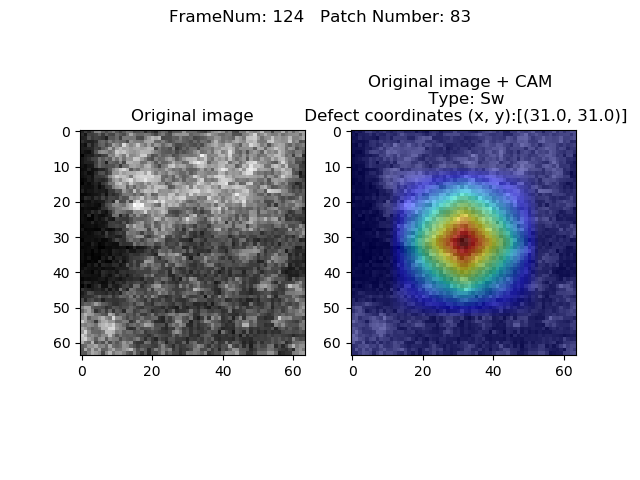 FrameNum: 124   Patch Number: 83
Original image
Original image + CAM
Type: Sw
Defect coordinates (x, y):[(31.0, 31.0)]
0
10
20
30
40
50
60
0 20 40 60
0
10
20
30
40
50
60
0 20 40 60